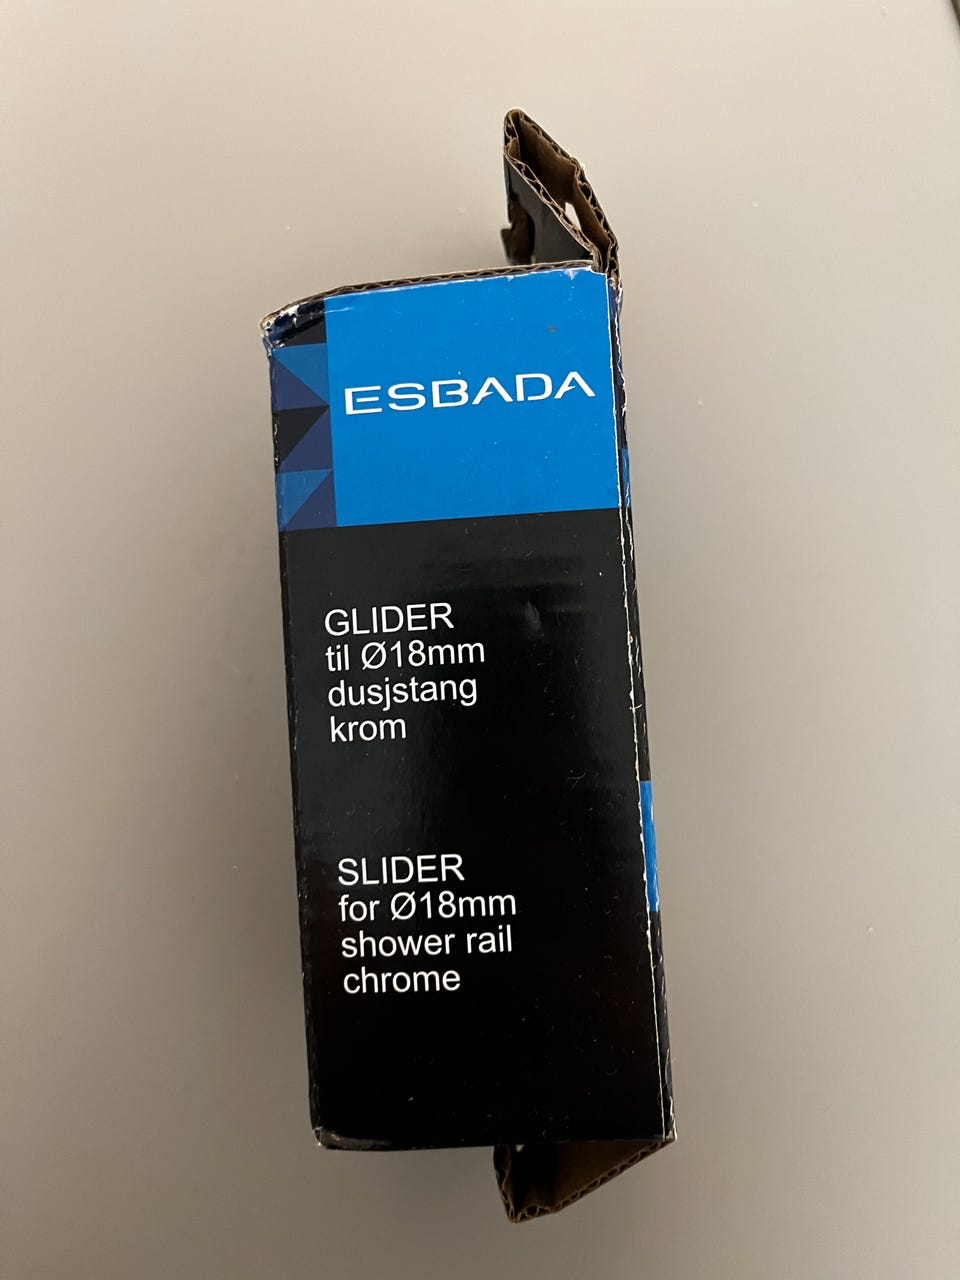 ESBADA
GLIDER
til Ø18mm
dusjstang
krom
SLIDER
for Ø18mm
shower rail
chrome